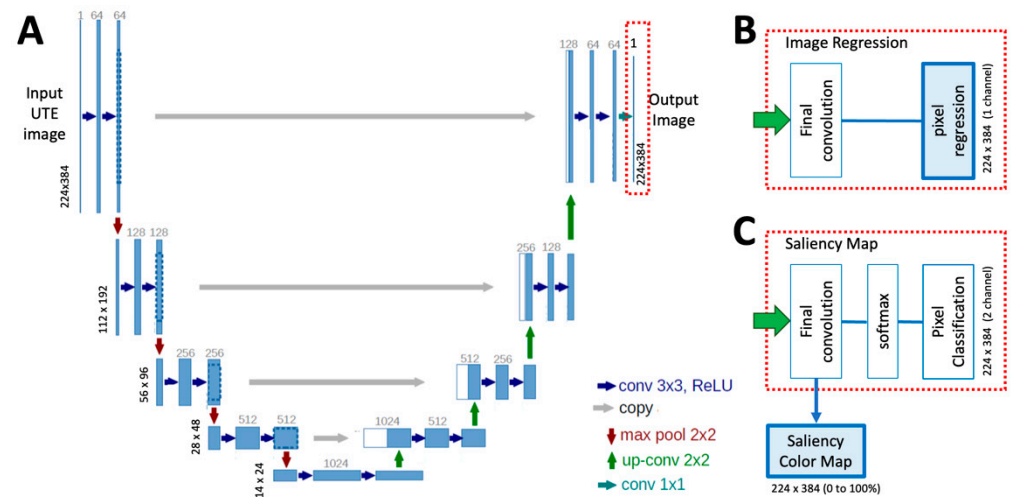 A
1 64 64
Input
UTE
image
224x384
128 128
112 x 192
256 256
56 x 96
512 512
28 x 48
1024
14 x 24
1024 512
512 256
256 128
128 64 64 1
Output
Image
224x384
conv 3x3, ReLU
copy
max pool 2x2
up-conv 2x2
conv 1x1
B
Image Regression
Final
convolution
pixel
regression
224 x 384 (1 channel)
C
Saliency Map
Final
convolution
softmax
Pixel
Classification
224 x 384 (2 channel)
Saliency
Color Map
224 x 384 (0 to 100%)